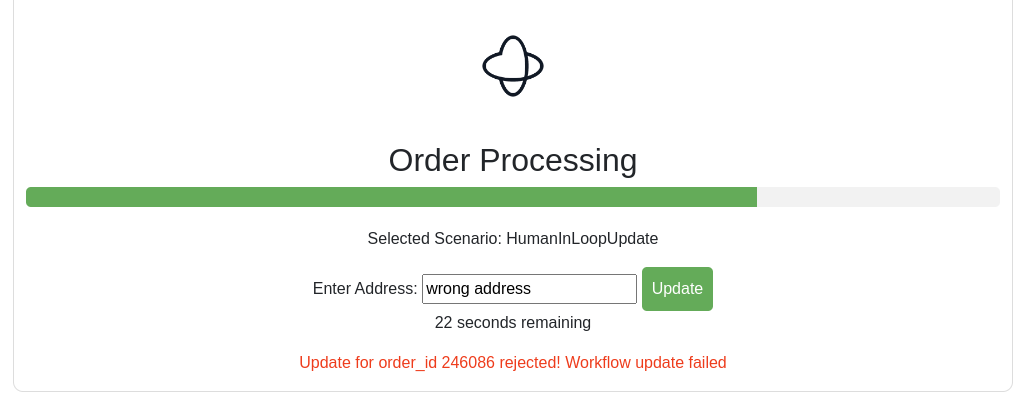 Order Processing
Selected Scenario: HumanInLoopUpdate
Enter Address: wrong address Update
22 seconds remaining
Update for order_id 246086 rejected! Workflow update failed